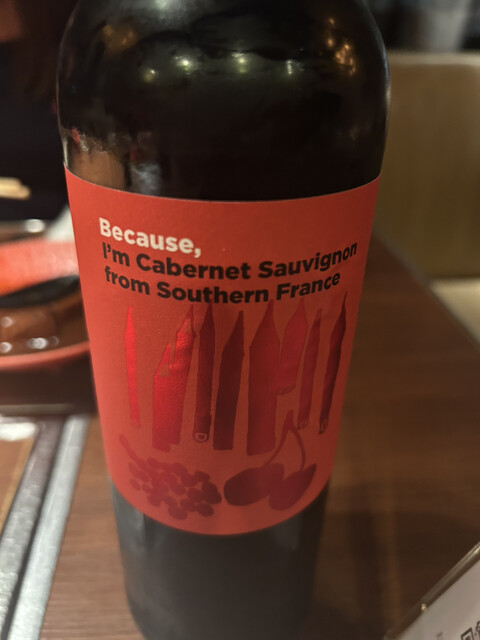 Because,
I'm Cabernet Sauvignon
from Southern France